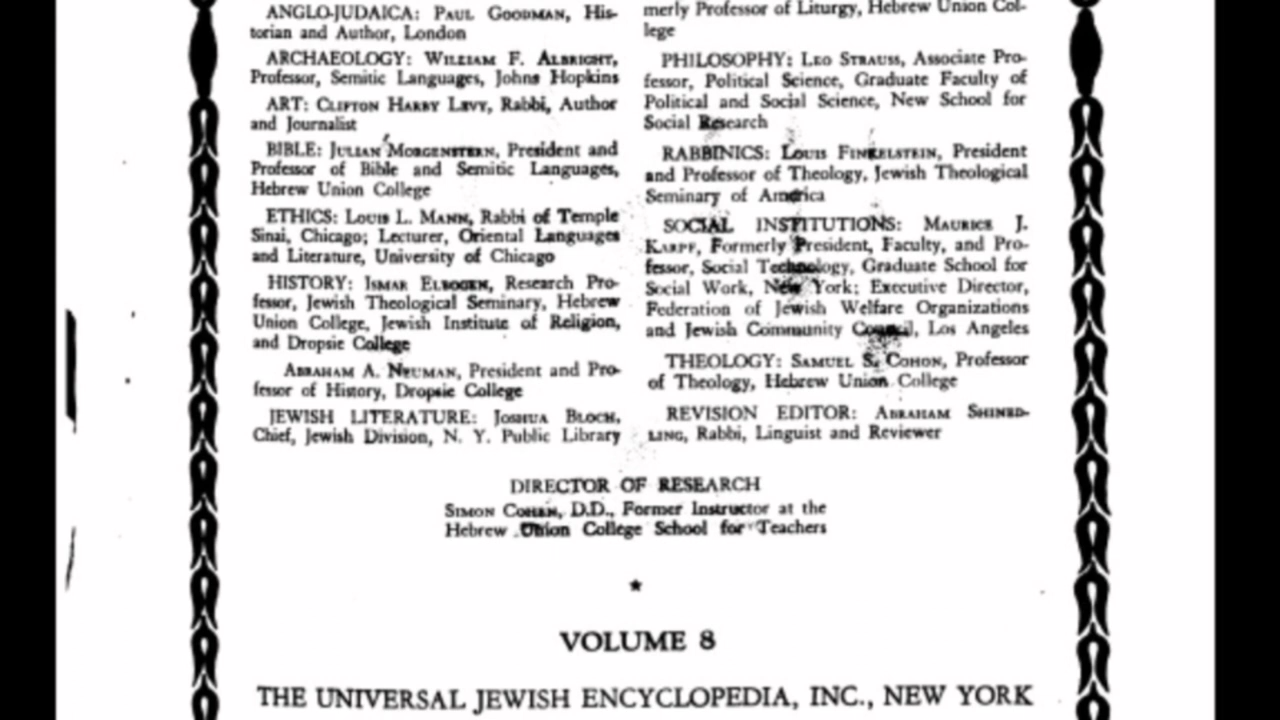 ANGLO-JUDAICA: PAUL GOODMAN, His-
torian and Author, London
ARCHAEOLOGY: WILLIAM F. ALBRIGHT,
Professor, Semitic Languages, Johns Hopkins
ART: CLIFTON HARBY LEVY, Rabbi, Author
and Journalist
BIBLE: JULIAN MORGENSTERN, President and
Professor of Bible and Semitic Languages,
Hebrew Union College
ETHICS: LOUIS L. MANN, Rabbi of Temple
Sinai, Chicago; Lecturer, Oriental Languages
and Literature, University of Chicago
HISTORY: ISMAR ELBOGEN, Research Pro-
fessor, Jewish Theological Seminary, Hebrew
Union College, Jewish Institute of Religion,
and Dropsie College
ABRAHAM A. NEUMAN, President and Pro-
fessor of History, Dropsie College
JEWISH LITERATURE: JOSHUA BLOCH,
Chief, Jewish Division, N. Y. Public Library
merly Professor of Liturgy, Hebrew Union Col-
lege
PHILOSOPHY: LEO STRAUSS, Associate Pro-
fessor, Political Science, Graduate Faculty of
Political and Social Science, New School for
Social Research
RABBINICS: LOUIS FINKELSTEIN, President
and Professor of Theology, Jewish Theological
Seminary of America
SOCIAL INSTITUTIONS: MAURICE J.
KARPF, Formerly President, Faculty, and Pro-
fessor, Social Technology, Graduate School for
Social Work, New York; Executive Director,
Federation of Jewish Welfare Organizations
and Jewish Community Council, Los Angeles
THEOLOGY: SAMUEL S. COHON, Professor
of Theology, Hebrew Union College
REVISION EDITOR: ABRAHAM SHINED-
LING, Rabbi, Linguist and Reviewer
DIRECTOR OF RESEARCH
SIMON COHEN, D.D., Former Instructor at the
Hebrew Union College School for Teachers
*
VOLUME 8
THE UNIVERSAL JEWISH ENCYCLOPEDIA, INC., NEW YORK